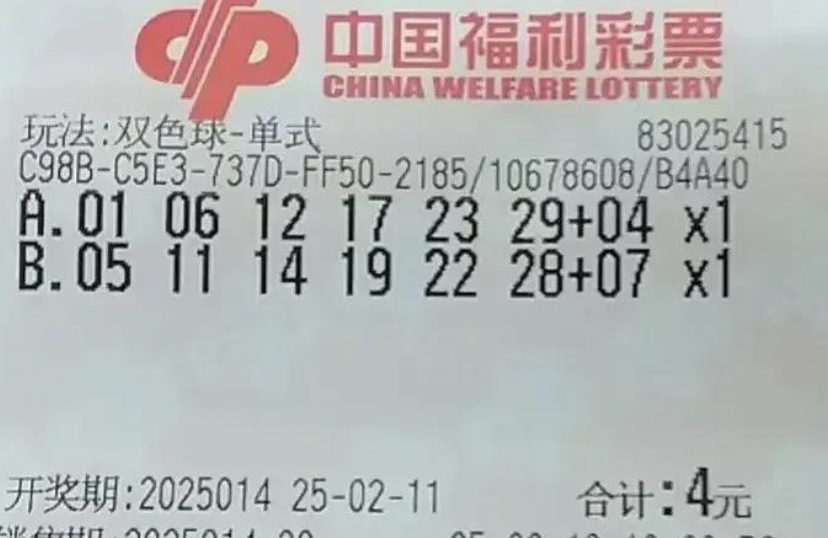 中国福利彩票
CHINA WELFARE LOTTERY
玩法:双色球-单式 83025415
C98B-C5E3-737D-FF50-2185/10678608/B4A40
A.01 06 12 17 23 29+04 x1
B.05 11 14 19 22 28+07 x1
开奖期:2025014 25-02-11 合计:4元